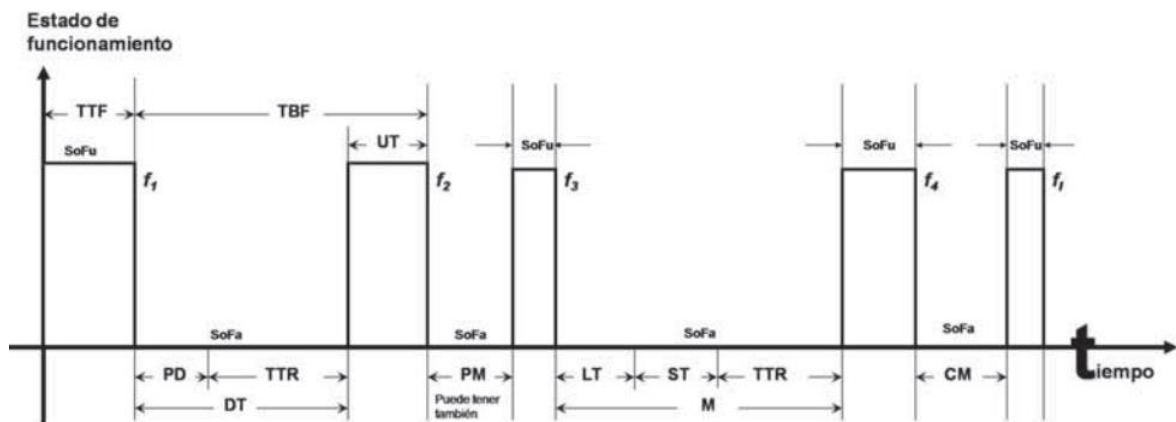 Estado de
funcionamiento
TTF TBF
UT
SoFu SoFu SoFu SoFu
f1 f2 f3 f4 fI
SoFa SoFa SoFa SoFa
tiempo
PD TTR PM LT ST TTR CM
DT Puede tener M
también